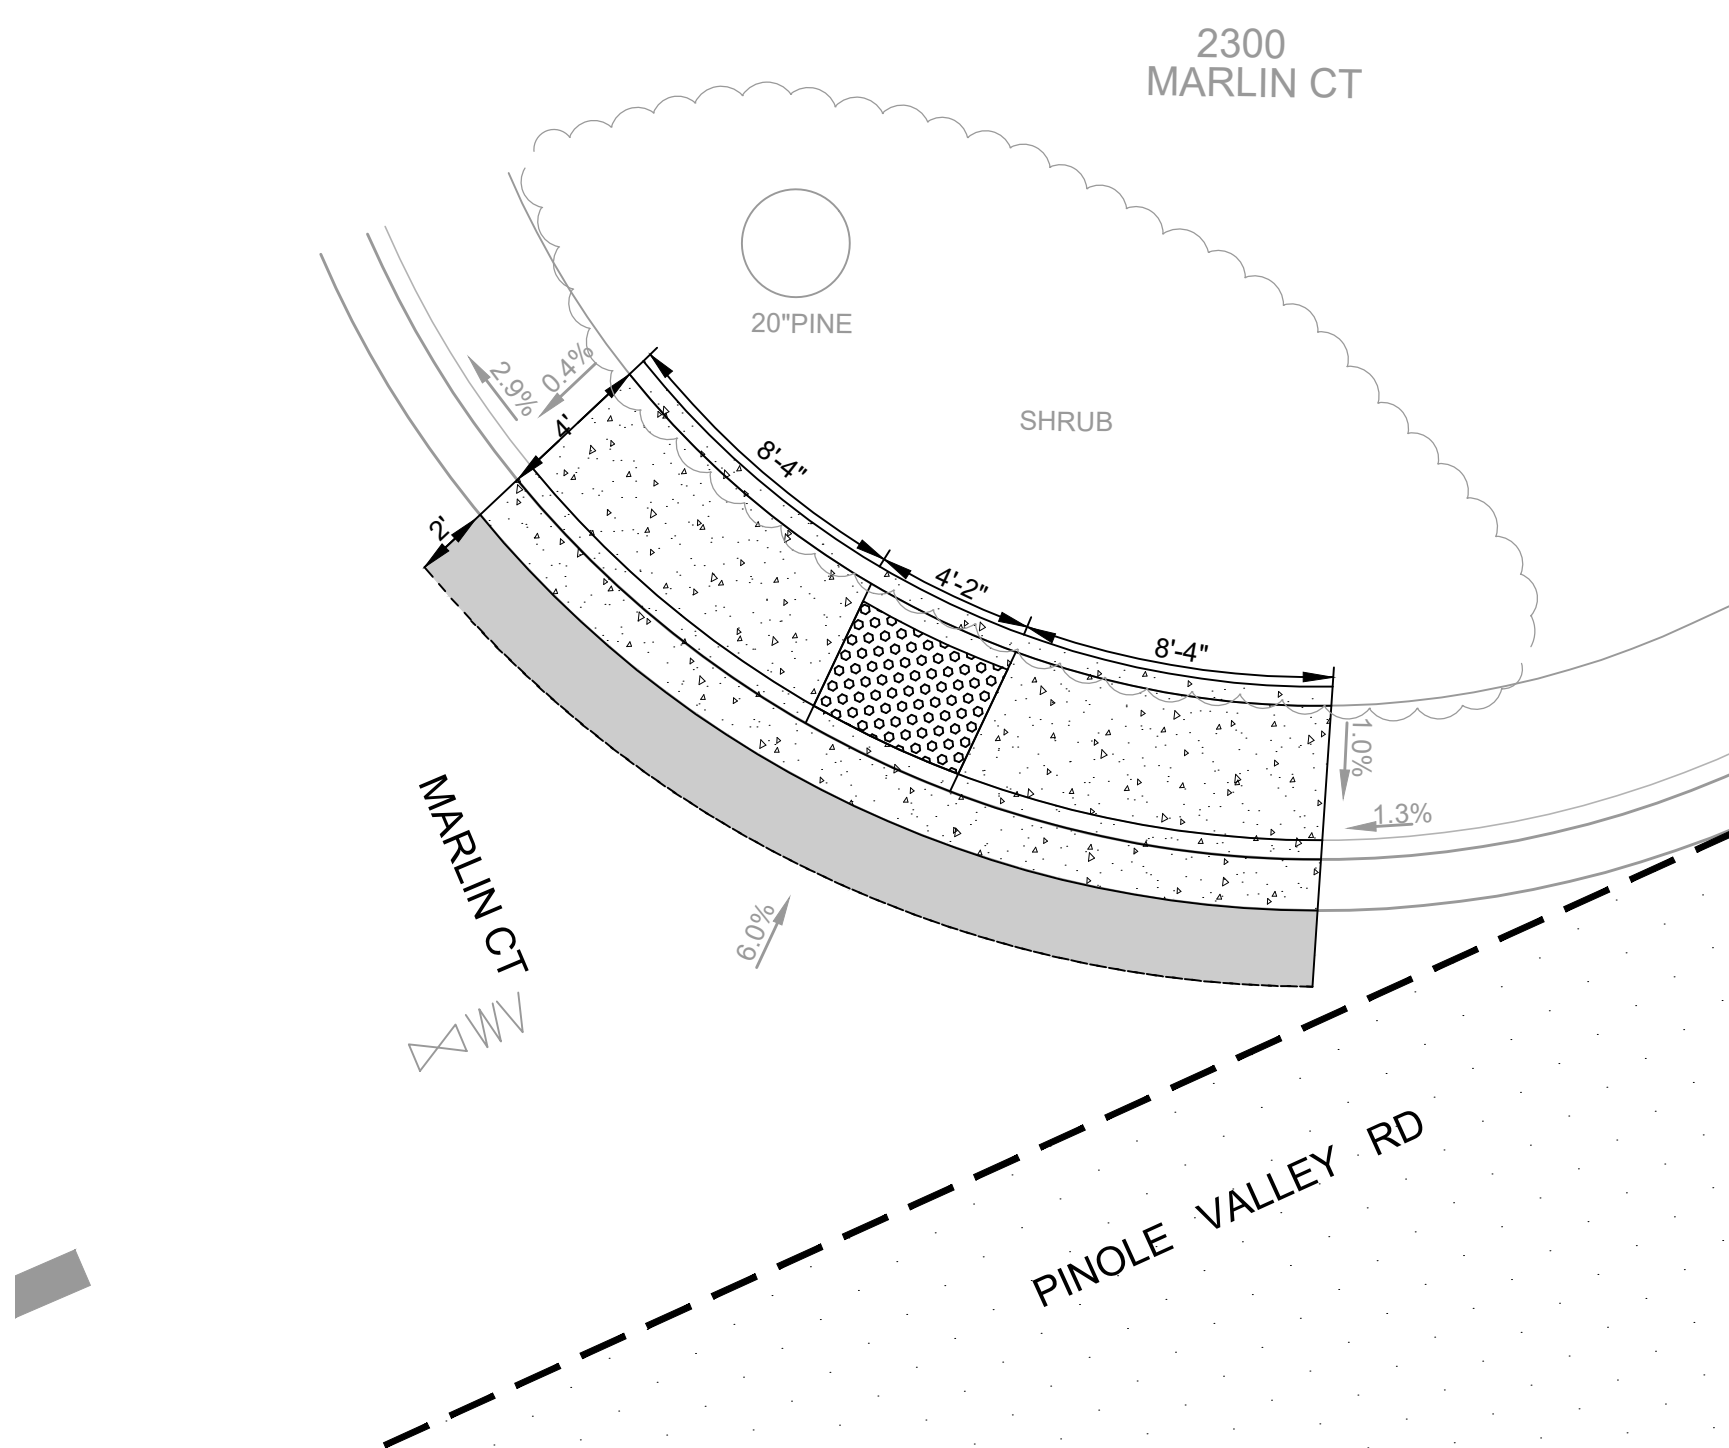 2300
MARLIN CT
20"PINE
2.9%
0.4%
4'
SHRUB
8'-4"
2'
4'-2"
8'-4"
1.0%
1.3%
MARLIN CT
6.0%
WV
PINOLE VALLEY RD